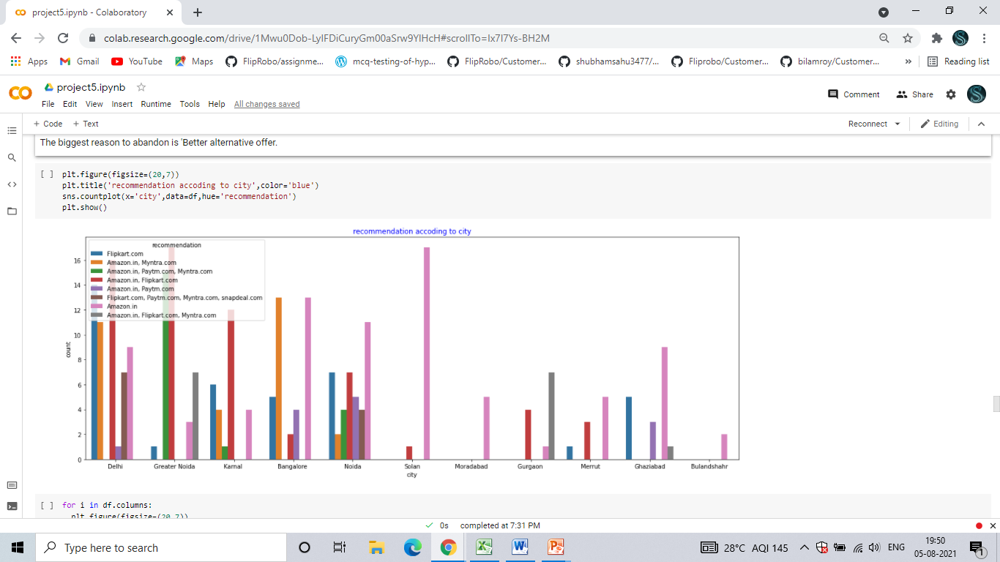 project5.ipynb - Colaboratory
colab.research.google.com/drive/1Mwu0Dob-LyIFDiCuryGm00aSrw9YlHcH#scrollTo=Ix7I7Ys-BH2M
Apps Gmail YouTube Maps FlipRobo/assignme... mcq-testing-of-hyp... FlipRobo/Customer... shubhamsahu3477/... Fliprobo/Customer... bilamroy/Customer... » Reading list
project5.ipynb
Comment Share
File Edit View Insert Runtime Tools Help All changes saved
+ Code + Text Reconnect Editing
The biggest reason to abandon is 'Better alternative offer.
[ ] plt.figure(figsize=(20,7))
plt.title('recommendation accoding to city',color='blue')
sns.countplot(x='city',data=df,hue='recommendation')
plt.show()
recommendation accoding to city
recommendation
Flipkart.com
Amazon.in, Myntra.com
Amazon.in, Paytm.com, Myntra.com
Amazon.in, Flipkart.com
Amazon.in, Paytm.com
Flipkart.com, Paytm.com, Myntra.com, snapdeal.com
Amazon.in
Amazon.in, Flipkart.com, Myntra.com
16
14
12
10
8
6
4
2
0
count
Delhi Greater Noida Karnal Bangalore Noida Solan Moradabad Gurgaon Merrut Ghaziabad Bulandshahr
city
[ ] for i in df.columns:
plt.figure(figsize=(20,7))
0s completed at 7:31 PM
Type here to search
28°C AQI 145 ENG 19:50
05-08-2021
1